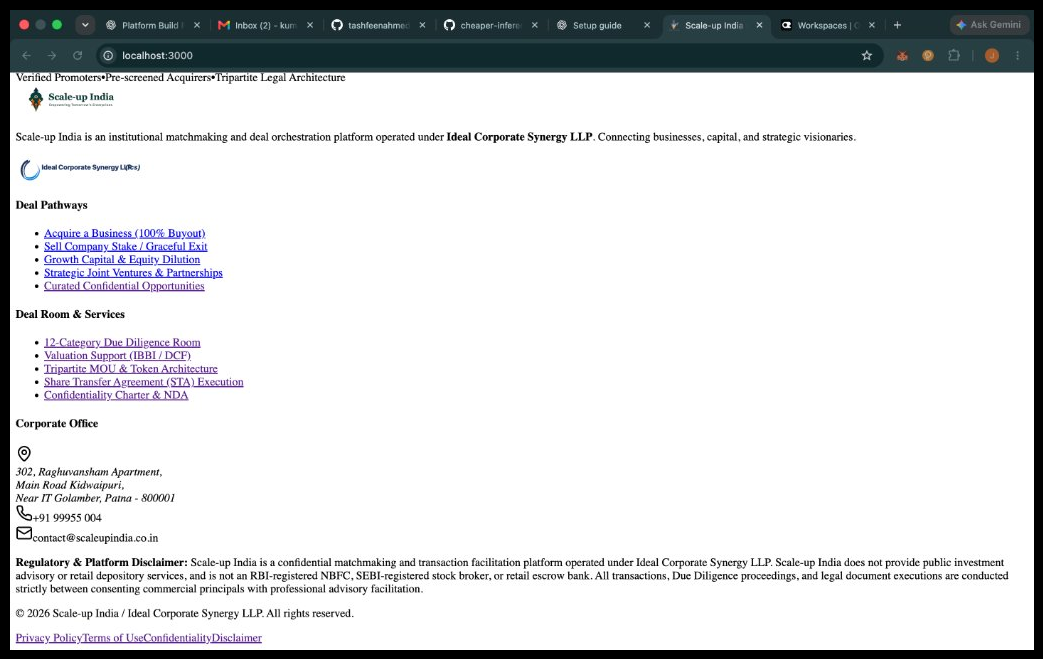 Platform Build
Inbox (2) - kum
tashfeenahmed
cheaper-infere
Setup guide
Scale-up India
Workspaces | C
Ask Gemini
localhost:3000
Verified Promoters•Pre-screened Acquirers•Tripartite Legal Architecture
Scale-up India
Scale-up India is an institutional matchmaking and deal orchestration platform operated under Ideal Corporate Synergy LLP. Connecting businesses, capital, and strategic visionaries.
Ideal Corporate Synergy
Deal Pathways
• Acquire a Business (100% Buyout)
• Sell Company Stake / Graceful Exit
• Growth Capital & Equity Dilution
• Strategic Joint Ventures & Partnerships
• Curated Confidential Opportunities
Deal Room & Services
• 12-Category Due Diligence Room
• Valuation Support (IBBI / DCF)
• Tripartite MOU & Token Architecture
• Share Transfer Agreement (STA) Execution
• Confidentiality Charter & NDA
Corporate Office
302, Raghuvansham Apartment,
Main Road Kidwaipuri,
Near IT Golamber, Patna - 800001
+91 99955 004
contact@scaleupindia.co.in
Regulatory & Platform Disclaimer: Scale-up India is a confidential matchmaking and transaction facilitation platform operated under Ideal Corporate Synergy LLP. Scale-up India does not provide public investment
advisory or retail depository services, and is not an RBI-registered NBFC, SEBI-registered stock broker, or retail escrow bank. All transactions, Due Diligence proceedings, and legal document executions are conducted
strictly between consenting commercial principals with professional advisory facilitation.
© 2026 Scale-up India / Ideal Corporate Synergy LLP. All rights reserved.
Privacy PolicyTerms of UseConfidentialityDisclaimer